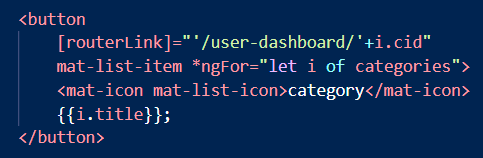 <button
[routerLink]="'/user-dashboard/'+i.cid"
mat-list-item *ngFor="let i of categories">
<mat-icon mat-list-icon>category</mat-icon>
{{i.title}};
</button>